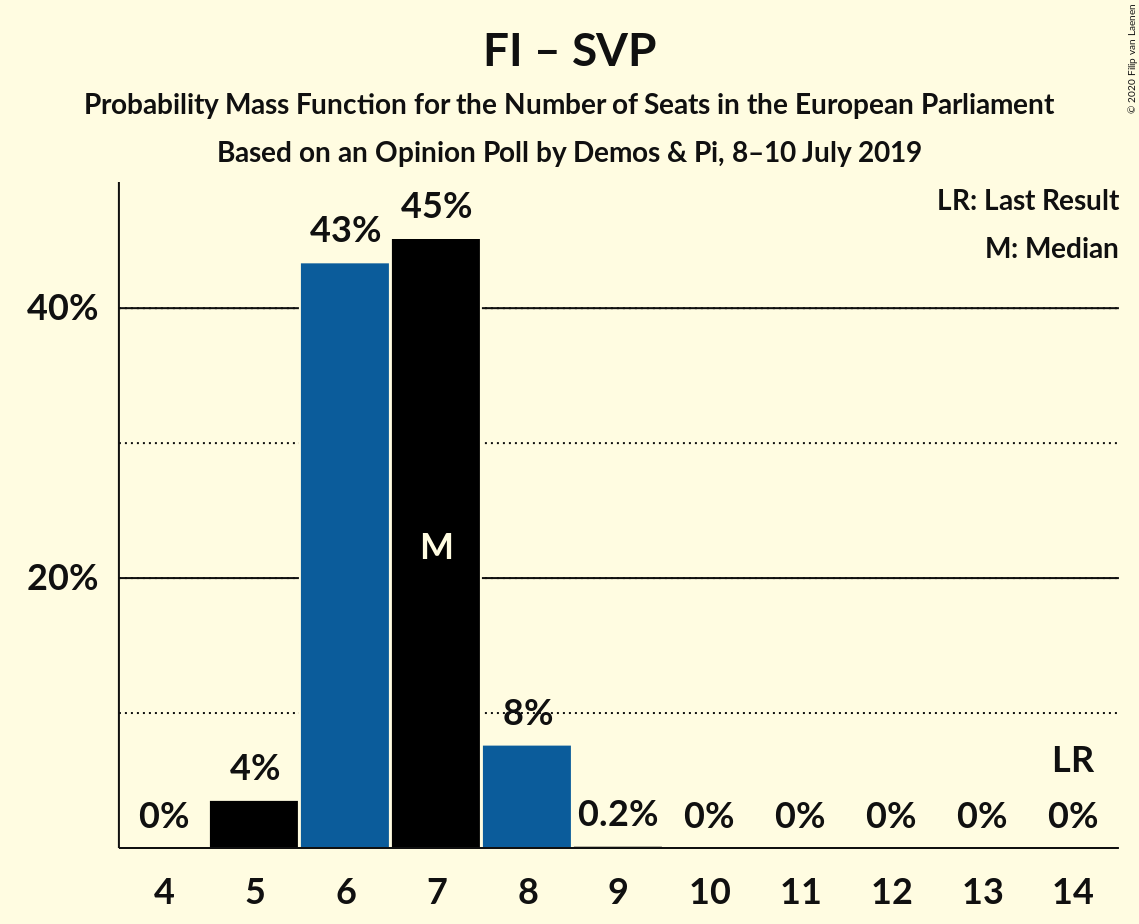 FI – SVP
Probability Mass Function for the Number of Seats in the European Parliament
Based on an Opinion Poll by Demos & Pi, 8–10 July 2019
© 2020 Filip van Laenen
LR: Last Result
M: Median
45%
43%
40%
M
20%
8%
4%
LR
0%
0.2%
0%
0%
0%
0%
0%
4 5 6 7 8 9 10 11 12 13 14